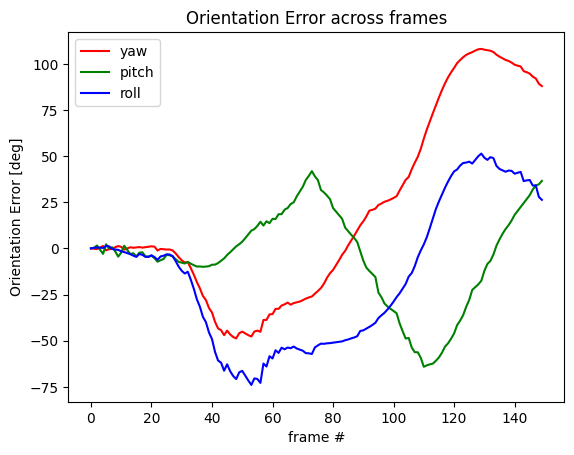 Orientation Error across frames
yaw
pitch
roll
Orientation Error [deg]
100
75
50
25
0
−25
−50
−75
0 20 40 60 80 100 120 140
frame #